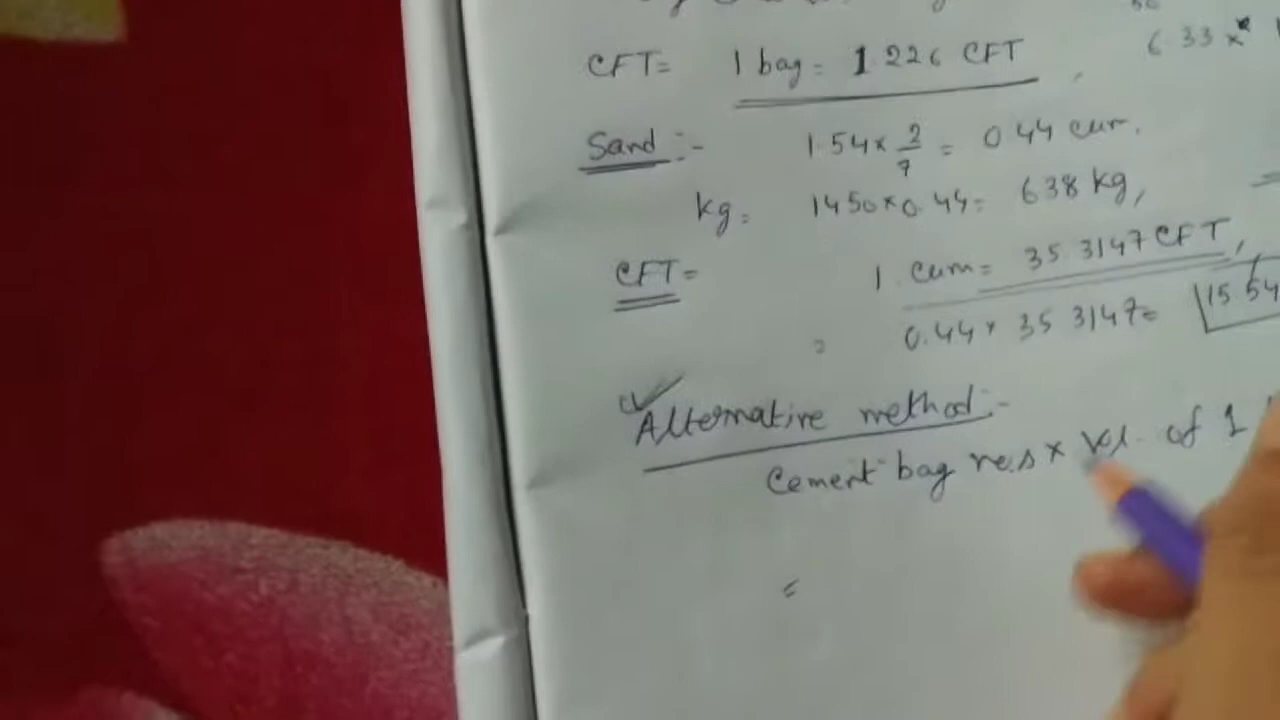 6.33 x
CFT= 1 bag = 1.226 CFT
Sand :- 1.54 x 2/7 = 0.44 cum.
kg = 1450 x 0.44 = 638 kg,
CFT = 1 cum = 35.3147 CFT,
= 0.44 x 35.3147 = 15.54
Alternative method :-
Cement bag nes x Vol. of 1
=